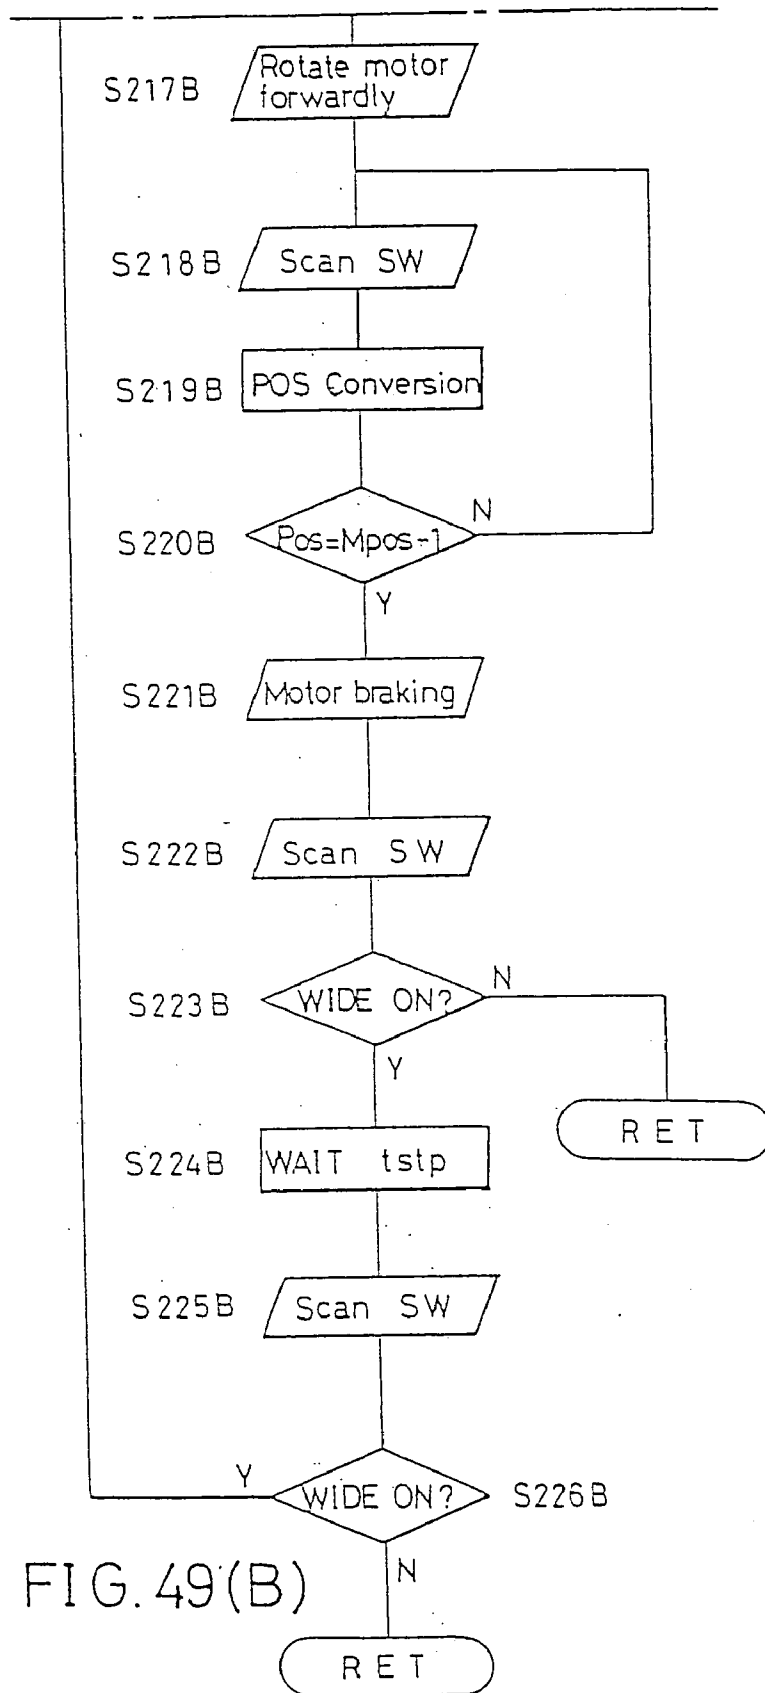 S217B
Rotate motor
forwardly
S218B
Scan SW
S219B
POS Conversion
S220B
Pos=Mpos-1
N
Y
S221B
Motor braking
S222B
Scan SW
S223B
WIDE ON?
N
Y
RET
S224B
WAIT tstp
S225B
Scan SW
Y
WIDE ON?
S226B
N
FIG. 49(B)
RET